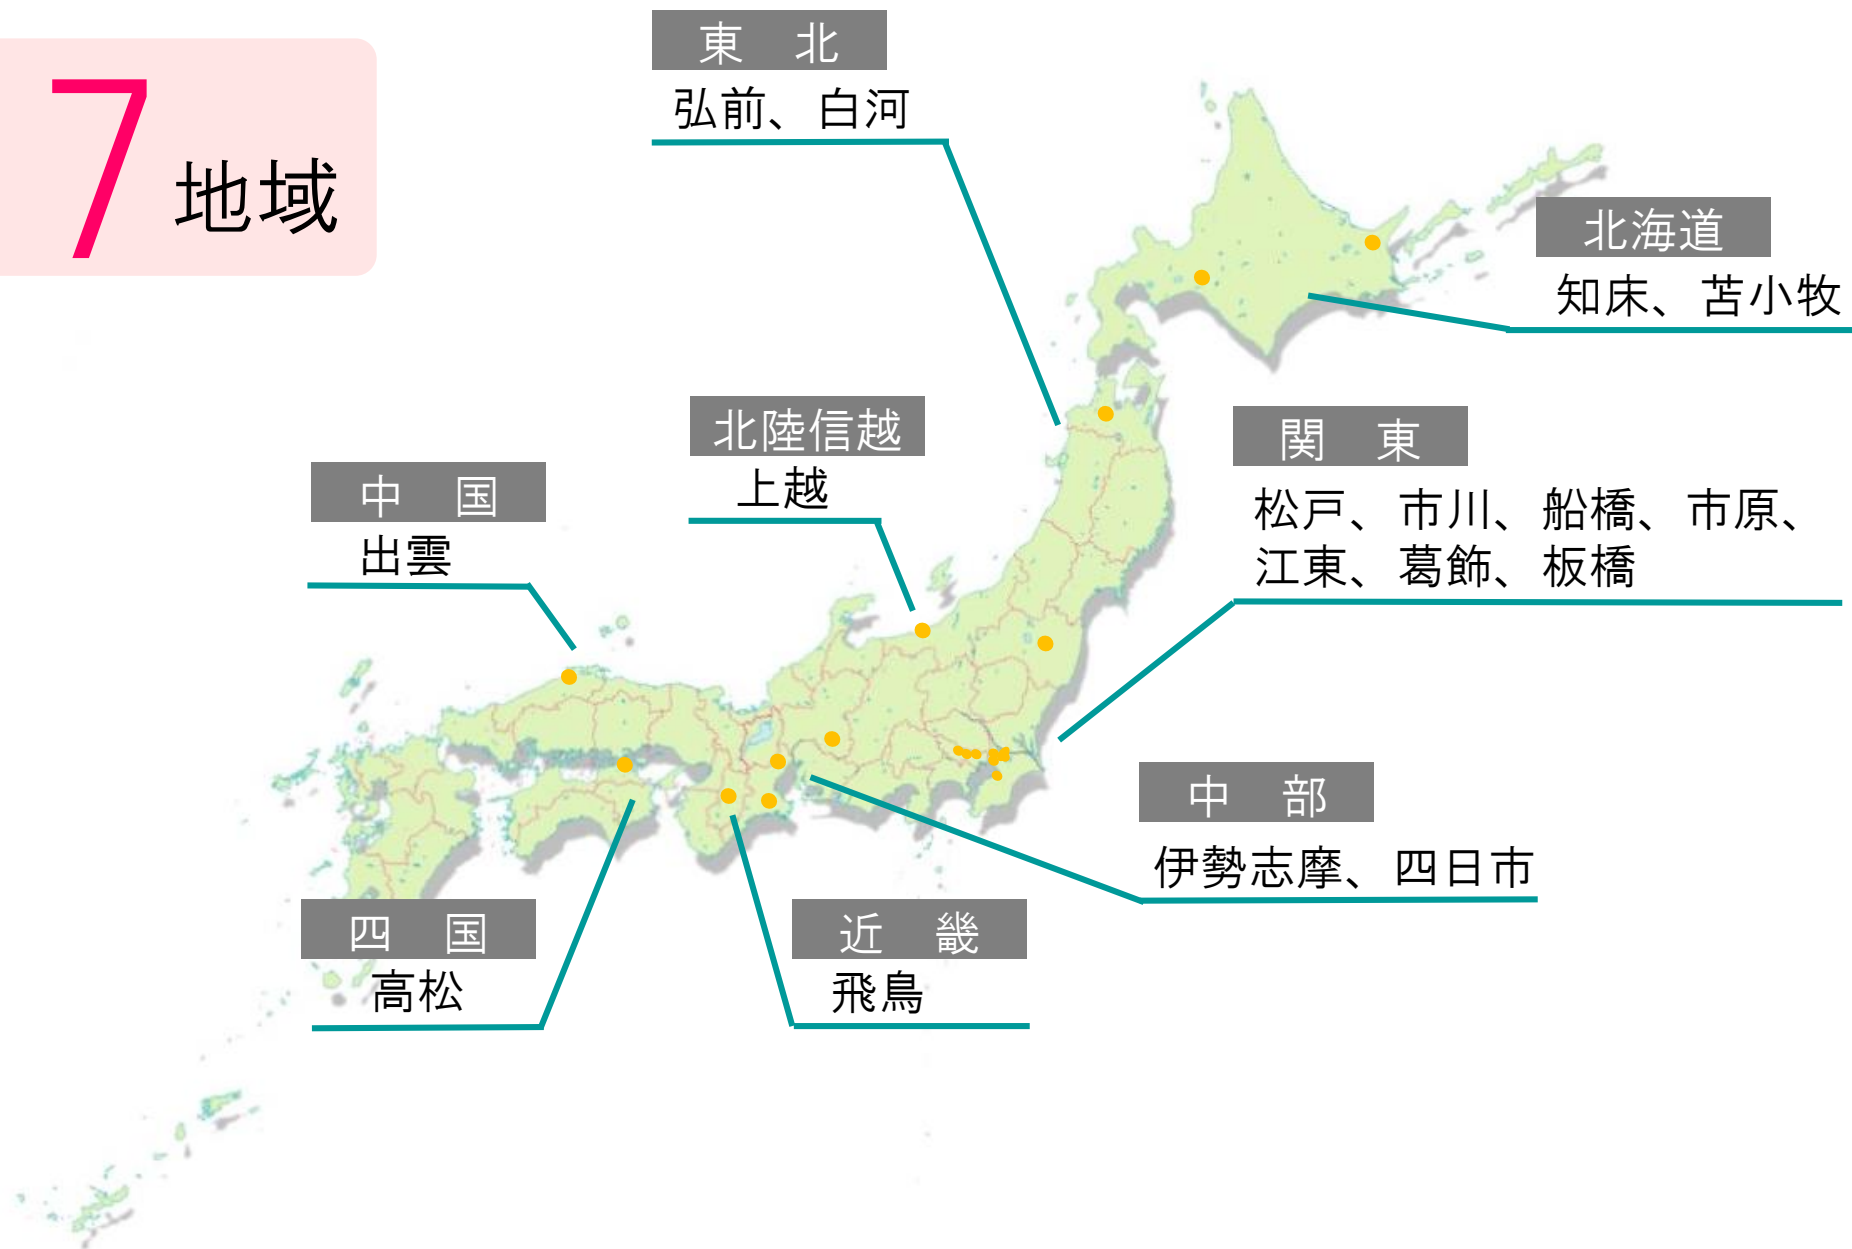 7地域
東　北
弘前、白河
北海道
知床、苫小牧
北陸信越
上越
関　東
松戸、市川、船橋、市原、
江東、葛飾、板橋
中　国
出雲
中　部
伊勢志摩、四日市
四　国
高松
近　畿
飛鳥